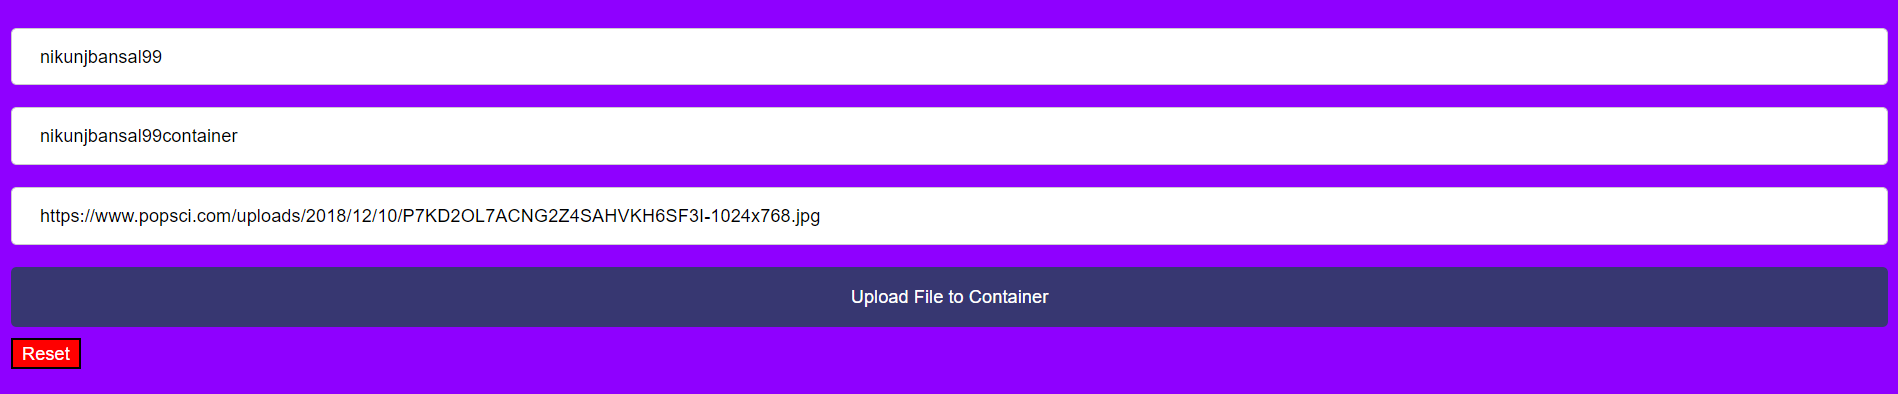 nikunjbansal99
nikunjbansal99container
https://www.popsci.com/uploads/2018/12/10/P7KD2OL7ACNG2Z4SAHVKH6SF3I-1024x768.jpg
Upload File to Container
Reset